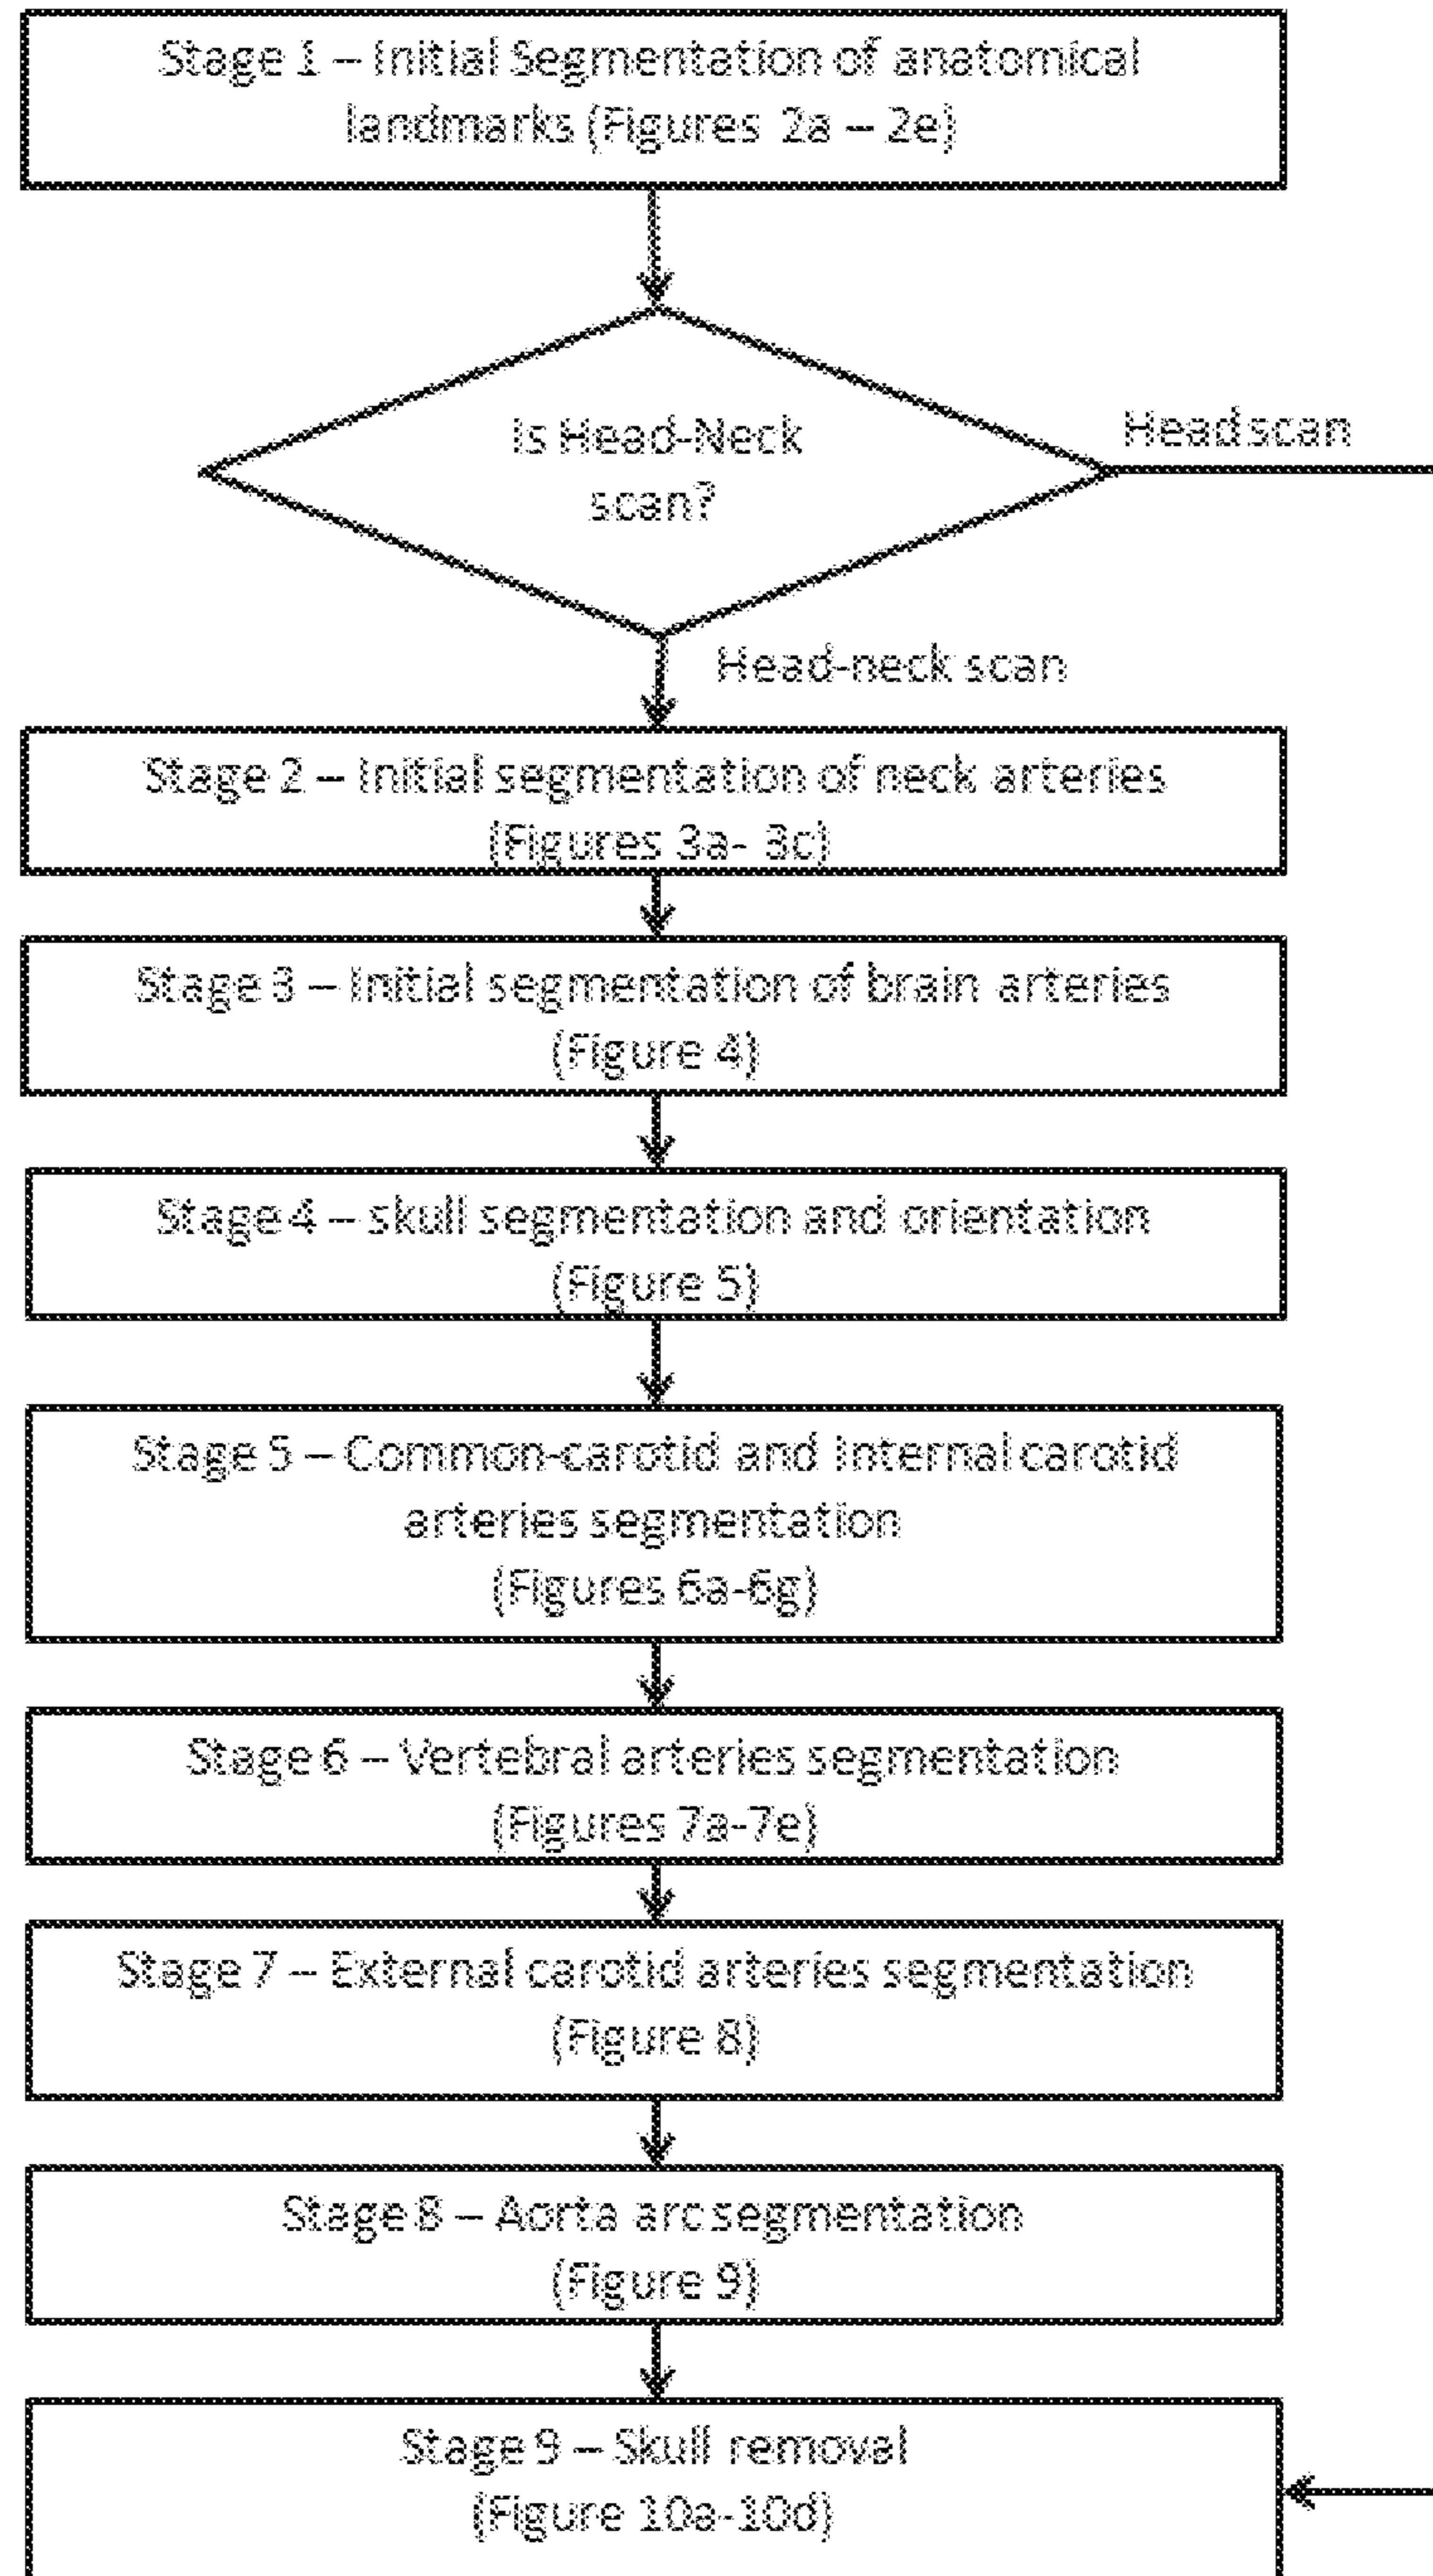 Stage 1 – Initial Segmentation of anatomical
landmarks (Figures 2a – 2e)
Is Head-Neck
scan?
Head scan
Head-neck scan
Stage 2 – Initial segmentation of neck arteries
(Figures 3a- 3c)
Stage 3 – Initial segmentation of brain arteries
(Figure 4)
Stage 4 – skull segmentation and orientation
(Figure 5)
Stage 5 – Common-carotid and Internal carotid
arteries segmentation
(Figures 6a-6g)
Stage 6 – Vertebral arteries segmentation
(Figures 7a-7e)
Stage 7 – External carotid arteries segmentation
(Figure 8)
Stage 8 – Aorta arc segmentation
(Figure 9)
Stage 9 – Skull removal
(Figure 10a-10d)